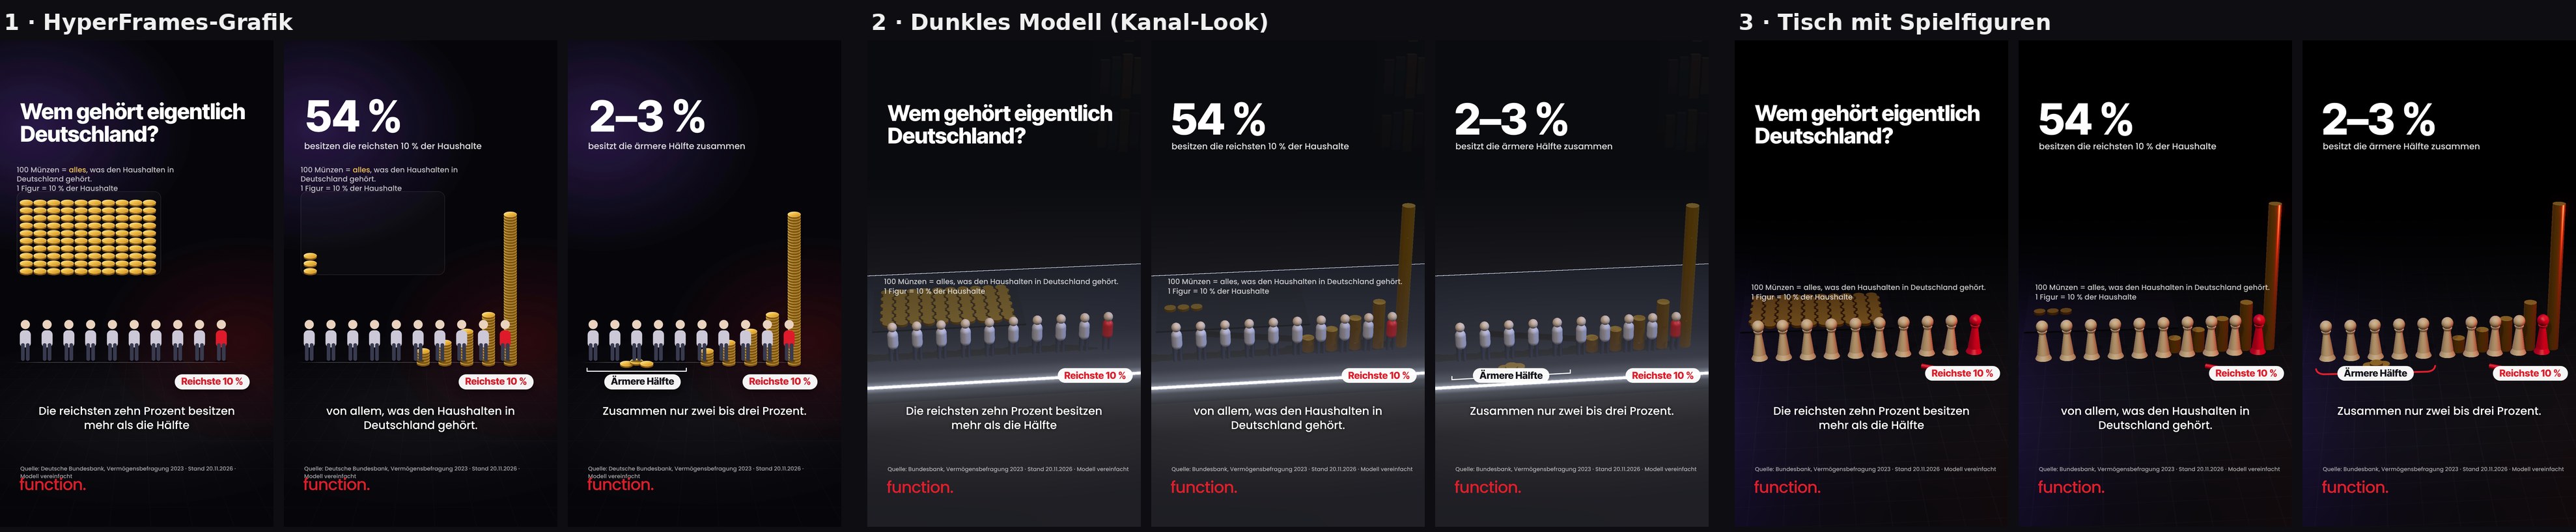 1 · HyperFrames-Grafik
Wem gehört eigentlich
Deutschland?
100 Münzen = alles, was den Haushalten in
Deutschland gehört.
1 Figur = 10 % der Haushalte
Reichste 10 %
Die reichsten zehn Prozent besitzen
mehr als die Hälfte
Quelle: Deutsche Bundesbank, Vermögensbefragung 2023 · Stand 20.11.2026 ·
Modell vereinfacht
function.
54 %
besitzen die reichsten 10 % der Haushalte
100 Münzen = alles, was den Haushalten in
Deutschland gehört.
1 Figur = 10 % der Haushalte
Reichste 10 %
von allem, was den Haushalten in
Deutschland gehört.
Quelle: Deutsche Bundesbank, Vermögensbefragung 2023 · Stand 20.11.2026 ·
Modell vereinfacht
function.
2–3 %
besitzt die ärmere Hälfte zusammen
Ärmere Hälfte
Reichste 10 %
Zusammen nur zwei bis drei Prozent.
Quelle: Deutsche Bundesbank, Vermögensbefragung 2023 · Stand 20.11.2026 ·
Modell vereinfacht
function.
2 · Dunkles Modell (Kanal-Look)
Wem gehört eigentlich
Deutschland?
100 Münzen = alles, was den Haushalten in Deutschland gehört.
1 Figur = 10 % der Haushalte
Reichste 10 %
Die reichsten zehn Prozent besitzen
mehr als die Hälfte
Quelle: Bundesbank, Vermögensbefragung 2023 · Stand 20.11.2026 · Modell vereinfacht
function.
54 %
besitzen die reichsten 10 % der Haushalte
100 Münzen = alles, was den Haushalten in Deutschland gehört.
1 Figur = 10 % der Haushalte
Reichste 10 %
von allem, was den Haushalten in
Deutschland gehört.
Quelle: Bundesbank, Vermögensbefragung 2023 · Stand 20.11.2026 · Modell vereinfacht
function.
2–3 %
besitzt die ärmere Hälfte zusammen
Ärmere Hälfte
Reichste 10 %
Zusammen nur zwei bis drei Prozent.
Quelle: Bundesbank, Vermögensbefragung 2023 · Stand 20.11.2026 · Modell vereinfacht
function.
3 · Tisch mit Spielfiguren
Wem gehört eigentlich
Deutschland?
100 Münzen = alles, was den Haushalten in Deutschland gehört.
1 Figur = 10 % der Haushalte
Reichste 10 %
Die reichsten zehn Prozent besitzen
mehr als die Hälfte
Quelle: Bundesbank, Vermögensbefragung 2023 · Stand 20.11.2026 · Modell vereinfacht
function.
54 %
besitzen die reichsten 10 % der Haushalte
100 Münzen = alles, was den Haushalten in Deutschland gehört.
1 Figur = 10 % der Haushalte
Reichste 10 %
von allem, was den Haushalten in
Deutschland gehört.
Quelle: Bundesbank, Vermögensbefragung 2023 · Stand 20.11.2026 · Modell vereinfacht
function.
2–3 %
besitzt die ärmere Hälfte zusammen
Ärmere Hälfte
Reichste 10 %
Zusammen nur zwei bis drei Prozent.
Quelle: Bundesbank, Vermögensbefragung 2023 · Stand 20.11.2026 · Modell vereinfacht
function.